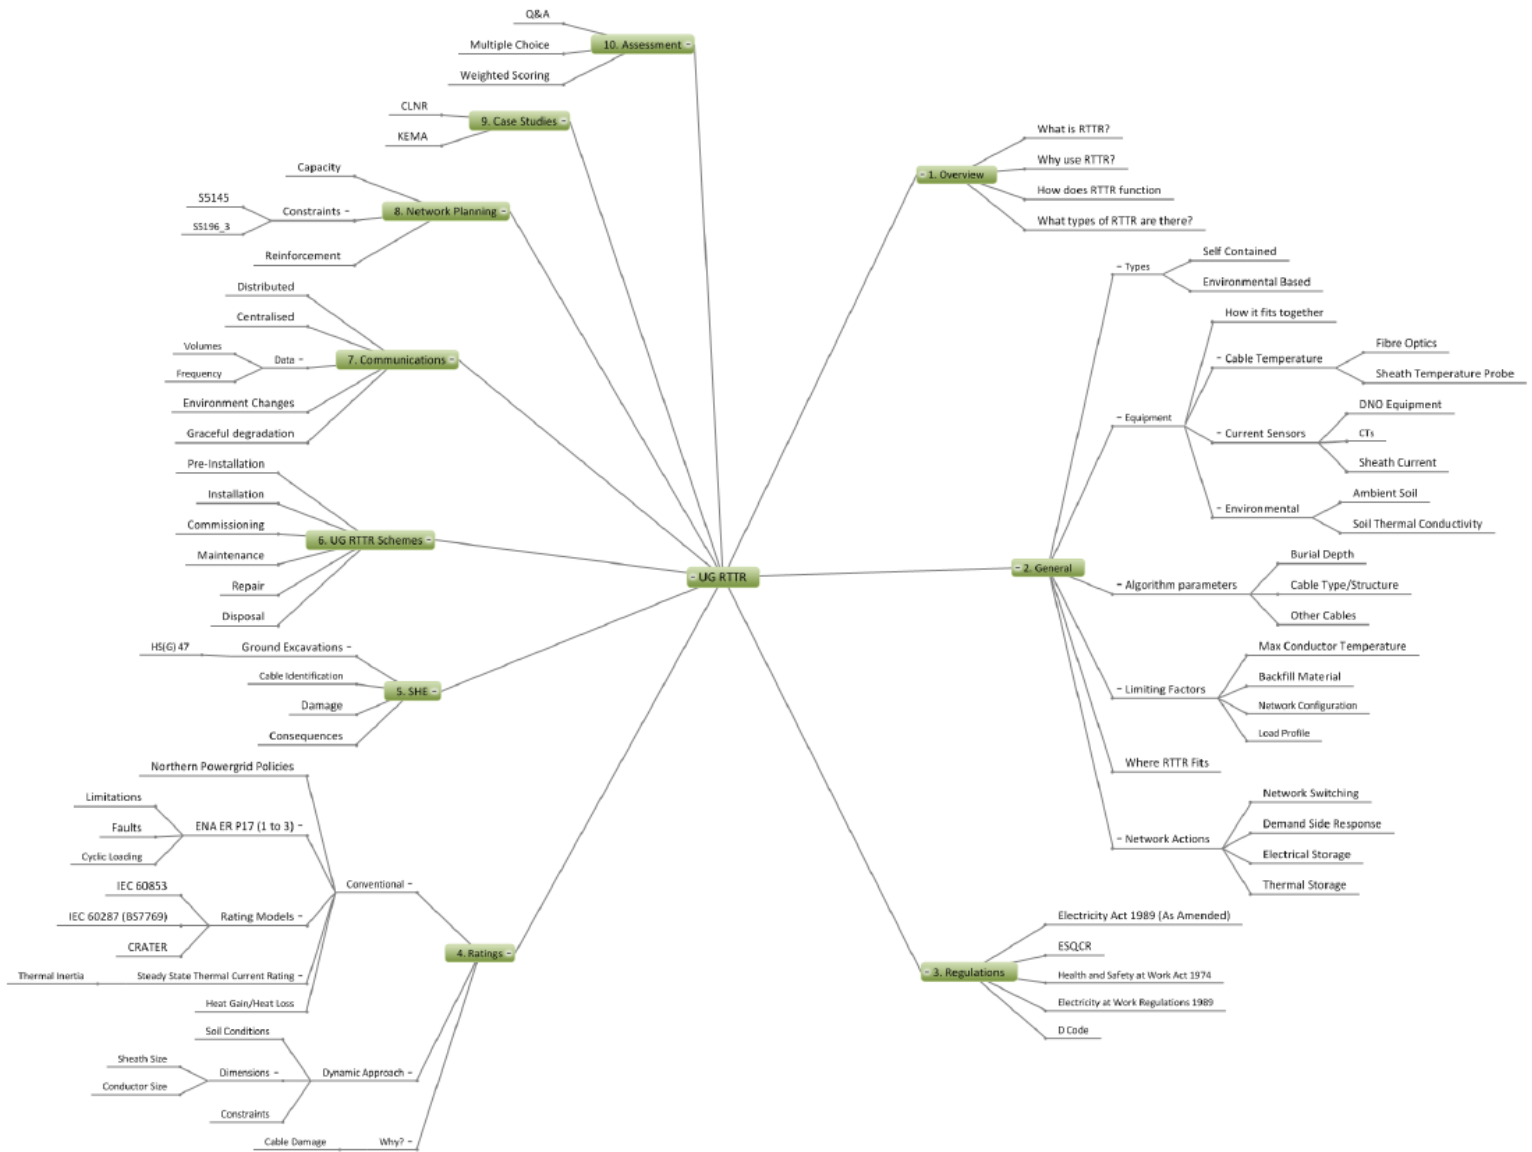 UG RTTR
1. Overview
What is RTTR?
Why use RTTR?
How does RTTR function
What types of RTTR are there?
2. General
Types
Self Contained
Environmental Based
Equipment
How it fits together
Cable Temperature
Fibre Optics
Sheath Temperature Probe
Current Sensors
DNO Equipment
CTs
Sheath Current
Environmental
Ambient Soil
Soil Thermal Conductivity
Algorithm parameters
Burial Depth
Cable Type/Structure
Other Cables
Limiting Factors
Max Conductor Temperature
Backfill Material
Network Configuration
Load Profile
Where RTTR Fits
Network Actions
Network Switching
Demand Side Response
Electrical Storage
Thermal Storage
3. Regulations
Electricity Act 1989 (As Amended)
ESQCR
Health and Safety at Work Act 1974
Electricity at Work Regulations 1989
D Code
4. Ratings
Conventional
Northern Powergrid Policies
ENA ER P17 (1 to 3)
Limitations
Faults
Cyclic Loading
Rating Models
IEC 60853
IEC 60287 (BS7769)
CRATER
Steady State Thermal Current Rating
Thermal Inertia
Heat Gain/Heat Loss
Dynamic Approach
Soil Conditions
Dimensions
Sheath Size
Conductor Size
Constraints
Why?
Cable Damage
5. SHE
Ground Excavations
HS(G) 47
Cable Identification
Damage
Consequences
6. UG RTTR Schemes
Pre-Installation
Installation
Commissioning
Maintenance
Repair
Disposal
7. Communications
Distributed
Centralised
Data
Volumes
Frequency
Environment Changes
Graceful degradation
8. Network Planning
Capacity
Constraints
S5145
S5196_3
Reinforcement
9. Case Studies
CLNR
KEMA
10. Assessment
Q&A
Multiple Choice
Weighted Scoring